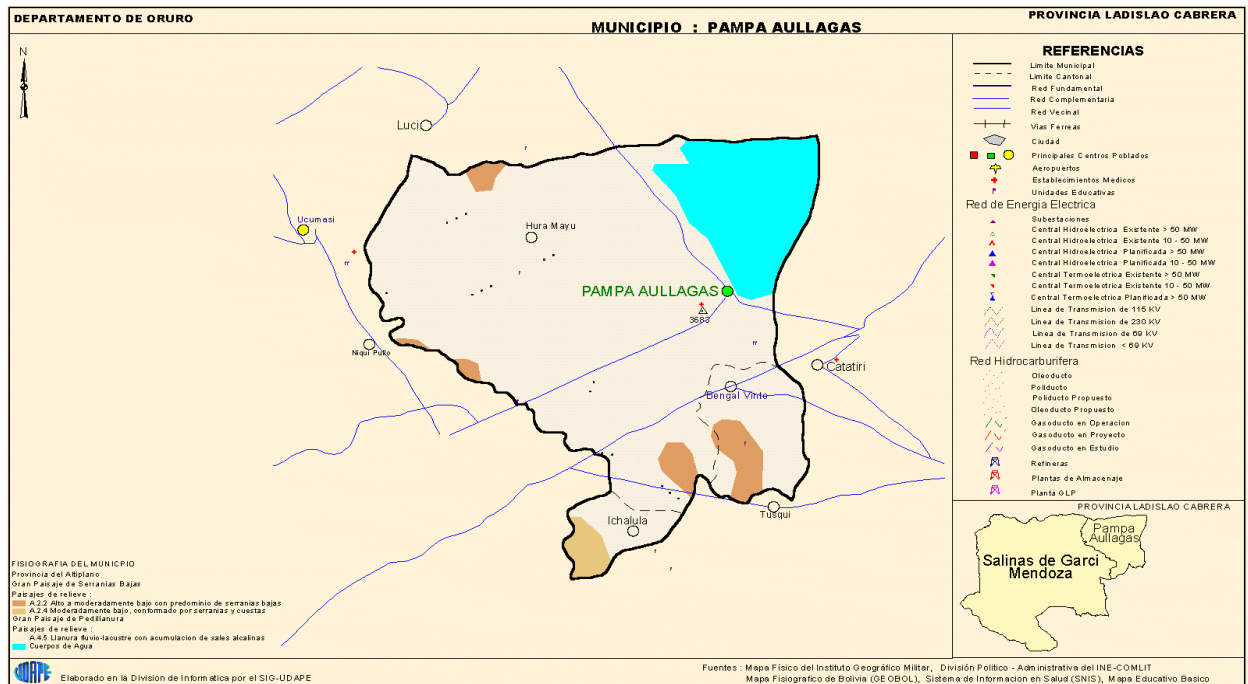 DEPARTAMENTO DE ORURO
MUNICIPIO : PAMPA AULLAGAS
PROVINCIA LADISLAO CABRERA
N
Luci
Ucumasi
Hura Mayu
PAMPA AULLAGAS
3683
Niqui Pullo
Catatiri
Bengal Vinto
Ichalula
Tusqui
REFERENCIAS
Limite Municipal
Limite Cantonal
Red Fundamental
Red Complementaria
Red Vecinal
Vias Ferreas
Ciudad
Principales Centros Poblados
Aeropuertos
Establecimientos Medicos
Unidades Educativas
Red de Energia Electrica
Subestaciones
Central Hidroelectrica Existente > 50 MW
Central Hidroelectrica Existente 10 - 50 MW
Central Hidroelectrica Planificada > 50 MW
Central Hidroelectrica Planificada 10 - 50 MW
Central Termoelectrica Existente > 50 MW
Central Termoelectrica Existente 10 - 50 MW
Central Termoelectrica Planificada > 50 MW
Linea de Transmision de 115 KV
Linea de Transmision de 230 KV
Linea de Transmision de 69 KV
Linea de Transmision < 69 KV
Red Hidrocarburifera
Oleoducto
Poliducto
Poliducto Propuesto
Oleoducto Propuesto
Gasoducto en Operacion
Gasoducto en Proyecto
Gasoducto en Estudio
Refineras
Plantas de Almacenaje
Planta GLP
PROVINCIA LADISLAO CABRERA
Pampa
Aullagas
Salinas de Garci
Mendoza
FISIOGRAFIA DEL MUNICPIO
Provincia del Altiplano
Gran Paisaje de Serranias Bajas
Paisajes de relieve :
A.2.2 Alto a moderadamente bajo con predominio de serranias bajas
A.2.4 Moderadamente bajo, conformado por serranias y cuestas
Gran Paisaje de Pedillanura
Paisajes de relieve :
A.4.5 Llanura fluvio-lacustre con acumulacion de sales alcalinas
Cuerpos de Agua
UDAPE
Elaborado en la Division de Informatica por el SIG-UDAPE
Fuentes : Mapa Físico del Instituto Geográfico Militar, División Politico - Administrativa del INE-COMLIT
Mapa Fisiografico de Bolivia (GEOBOL), Sistema de Informacion en Salud (SNIS), Mapa Educativo Basico